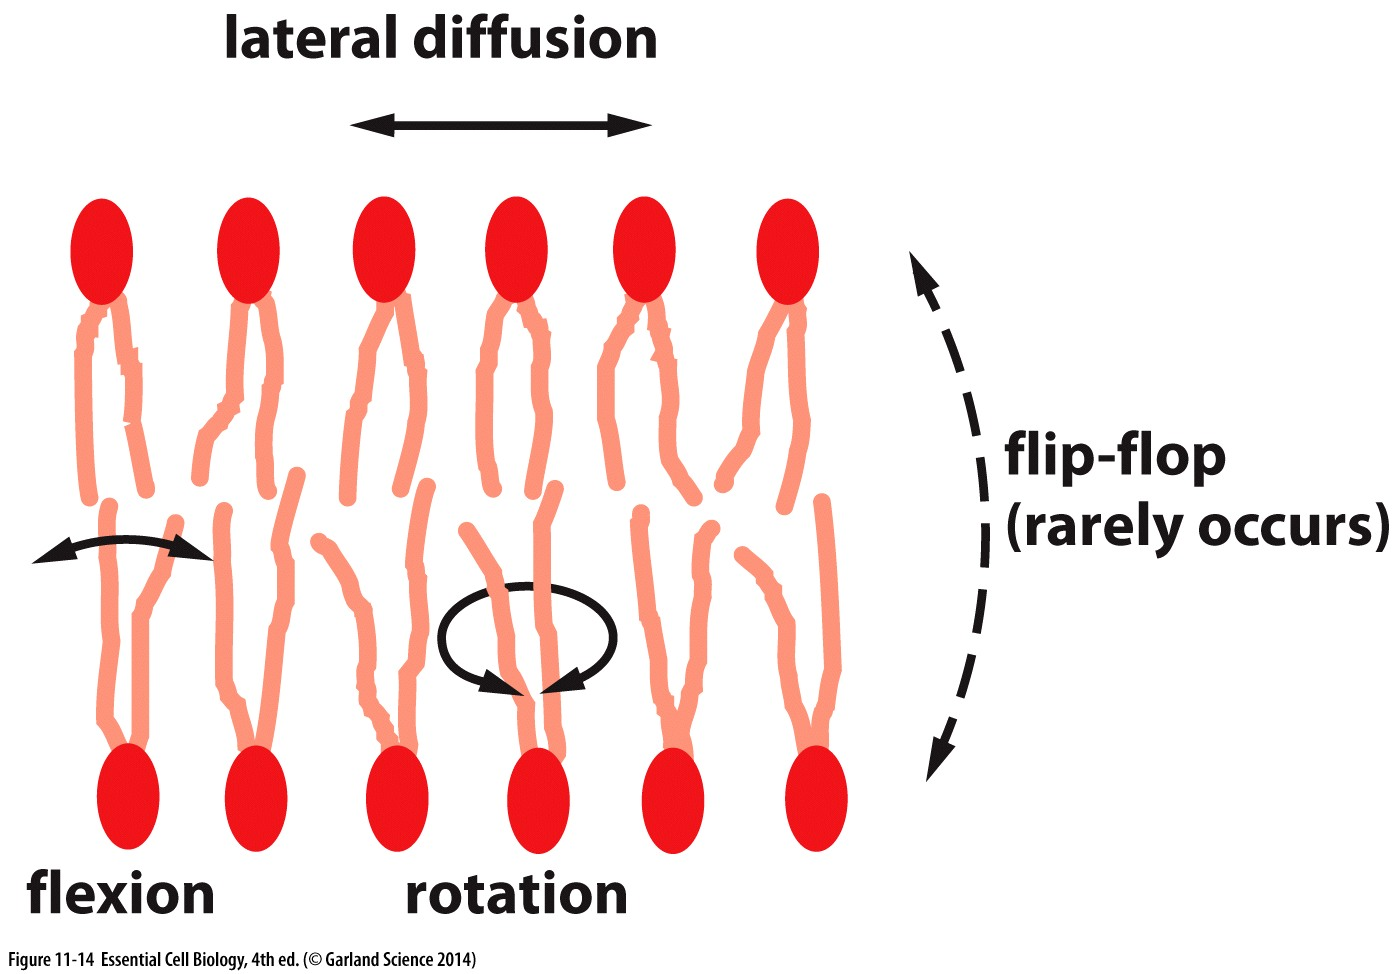 lateral diffusion
flip-flop
(rarely occurs)
flexion
rotation
Figure 11-14 Essential Cell Biology, 4th ed. (© Garland Science 2014)